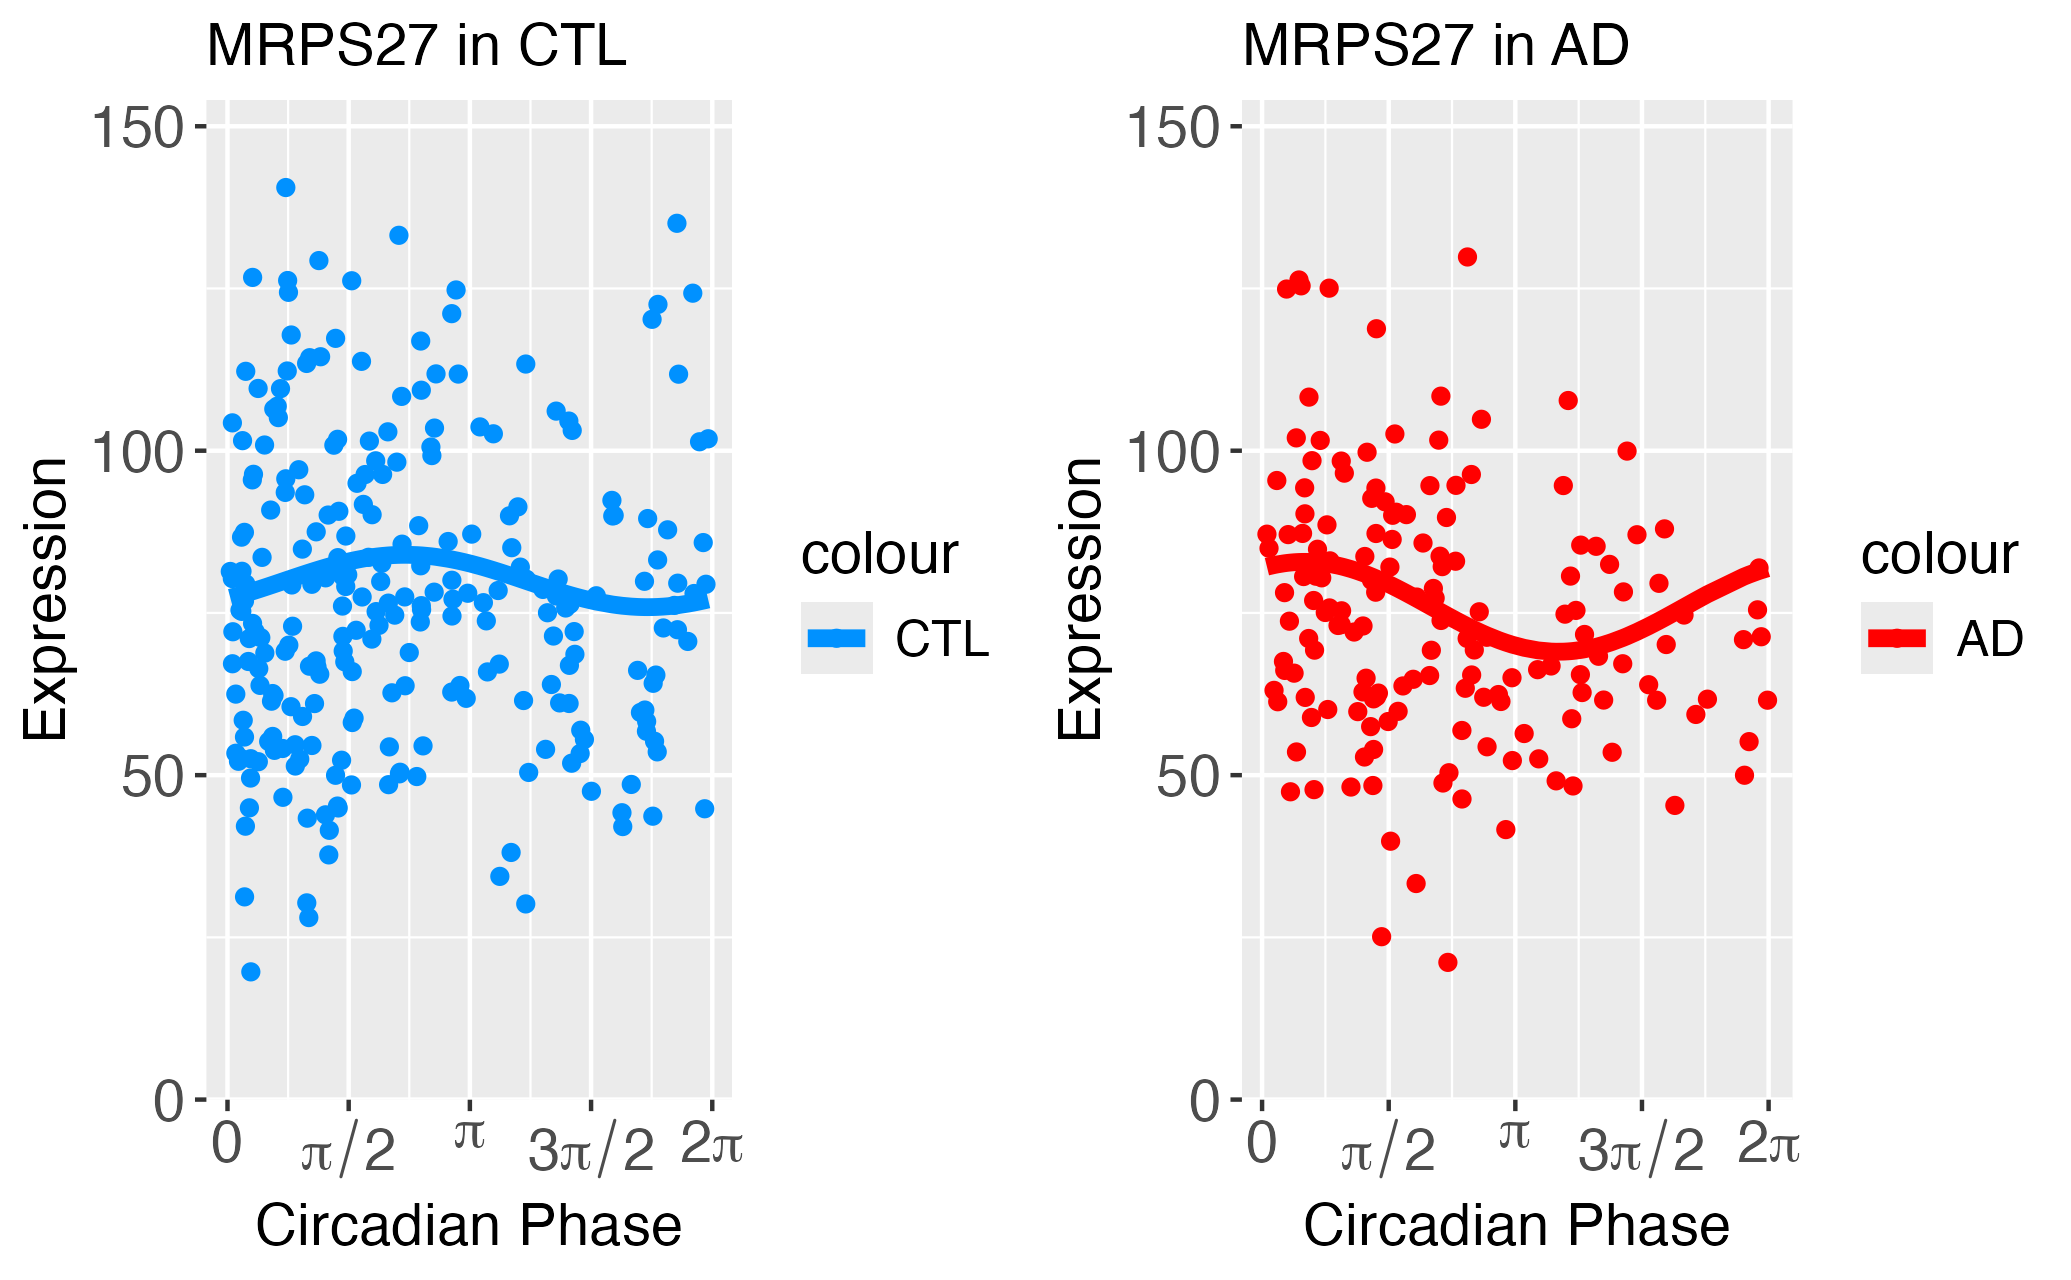 MRPS27 in CTL
150
100
50
0
Expression
0 π/2 π 3π/2 2π
Circadian Phase
colour
CTL
MRPS27 in AD
150
100
50
0
Expression
0 π/2 π 3π/2 2π
Circadian Phase
colour
AD